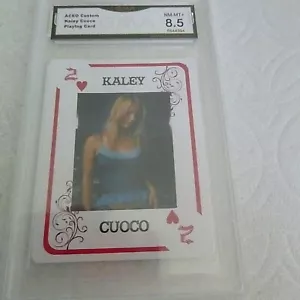 ACEO Custom
Kaley Cuoco
Playing Card
NM-MT+
8.5
2
KALEY
CUOCO
2